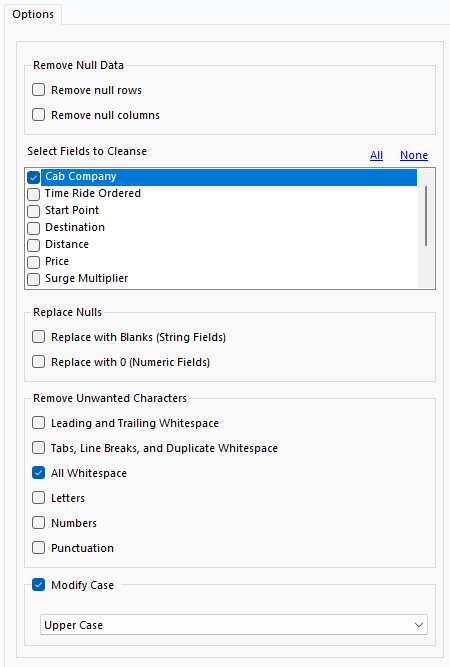 Options
Remove Null Data
Remove null rows
Remove null columns
Select Fields to Cleanse All None
Cab Company
Time Ride Ordered
Start Point
Destination
Distance
Price
Surge Multiplier
Replace Nulls
Replace with Blanks (String Fields)
Replace with 0 (Numeric Fields)
Remove Unwanted Characters
Leading and Trailing Whitespace
Tabs, Line Breaks, and Duplicate Whitespace
All Whitespace
Letters
Numbers
Punctuation
Modify Case
Upper Case